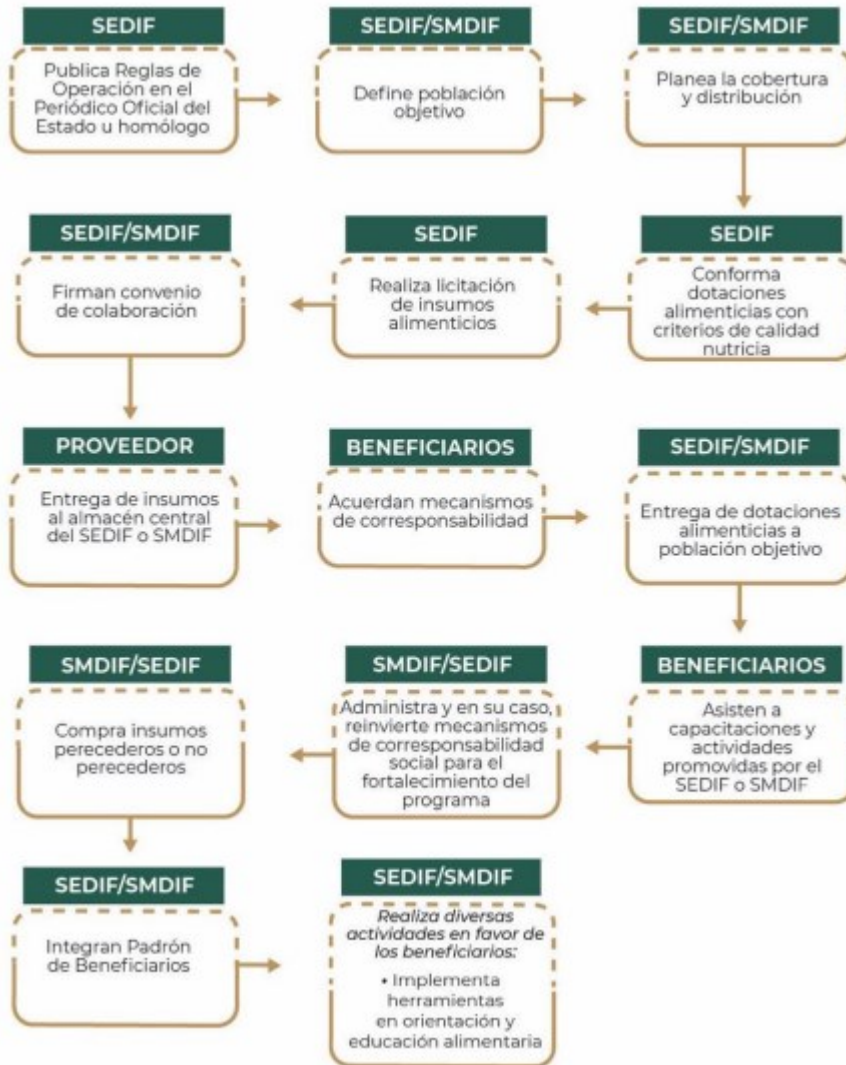 SEDIF
Publica Reglas de
Operación en el
Periódico Oficial del
Estado u homólogo
SEDIF/SMDIF
Define población
objetivo
SEDIF/SMDIF
Planea la cobertura
y distribución
SEDIF
Conforma
dotaciones
alimenticias con
criterios de calidad
nutricia
SEDIF
Realiza licitación
de insumos
alimenticios
SEDIF/SMDIF
Firman convenio
de colaboración
PROVEEDOR
Entrega de insumos
al almacén central
del SEDIF o SMDIF
BENEFICIARIOS
Acuerdan mecanismos
de corresponsabilidad
SEDIF/SMDIF
Entrega de dotaciones
alimenticias a
población objetivo
BENEFICIARIOS
Asisten a
capacitaciones y
actividades
promovidas por el
SEDIF o SMDIF
SMDIF/SEDIF
Administra y en su caso,
reinvierte mecanismos
de corresponsabilidad
social para el
fortalecimiento del
programa
SMDIF/SEDIF
Compra insumos
perecederos o no
perecederos
SEDIF/SMDIF
Integran Padrón
de Beneficiarios
SEDIF/SMDIF
Realiza diversas
actividades en favor de
los beneficiarios:
• Implementa
herramientas
en orientación y
educación alimentaria